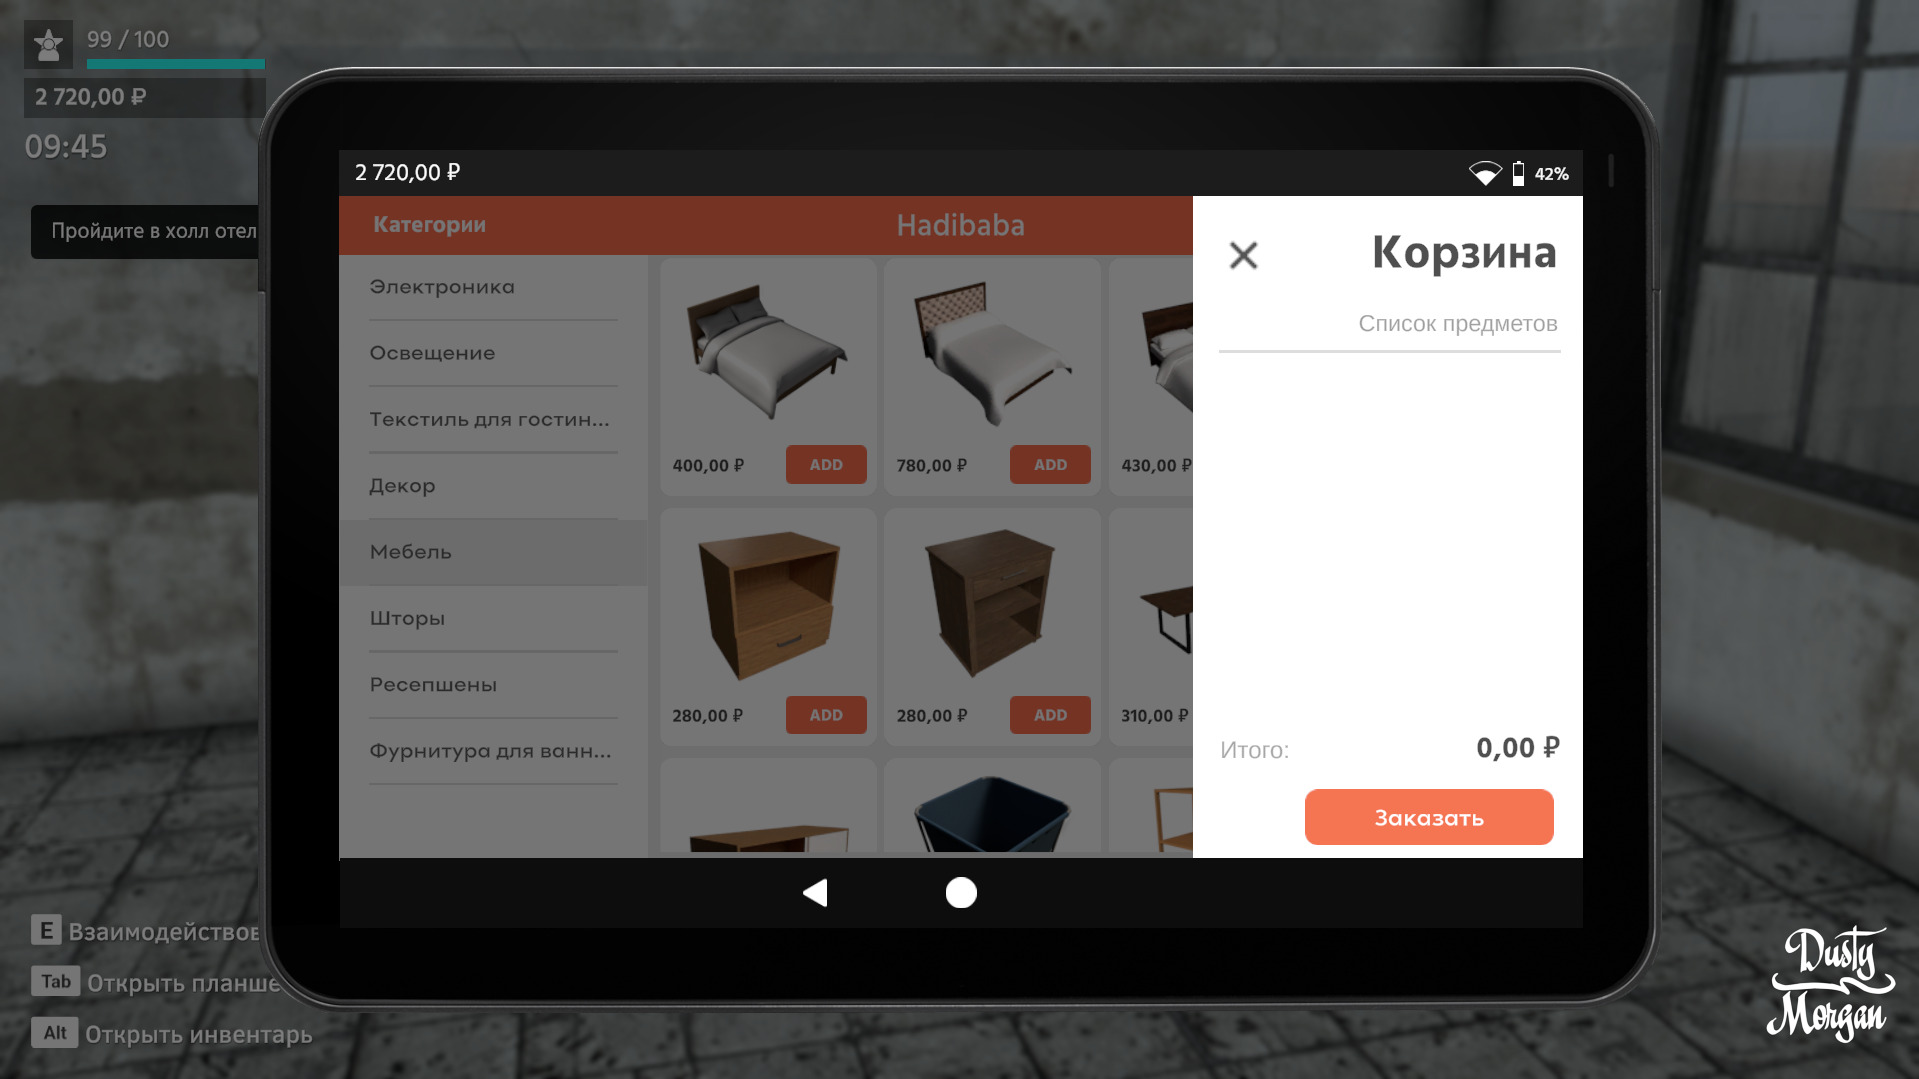 99 / 100
2 720,00 ₽
09:45
Пройдите в холл отел
2 720,00 ₽
42%
Категории
Hadibaba
Электроника
Освещение
Текстиль для гостин...
Декор
Мебель
Шторы
Ресепшены
Фурнитура для ванн...
400,00 ₽
ADD
780,00 ₽
ADD
430,00 ₽
280,00 ₽
ADD
280,00 ₽
ADD
310,00 ₽
Корзина
Список предметов
Итого:
0,00 ₽
Заказать
E Взаимодейство
Tab Открыть планше
Alt Открыть инвентарь
Dusty
Morgan